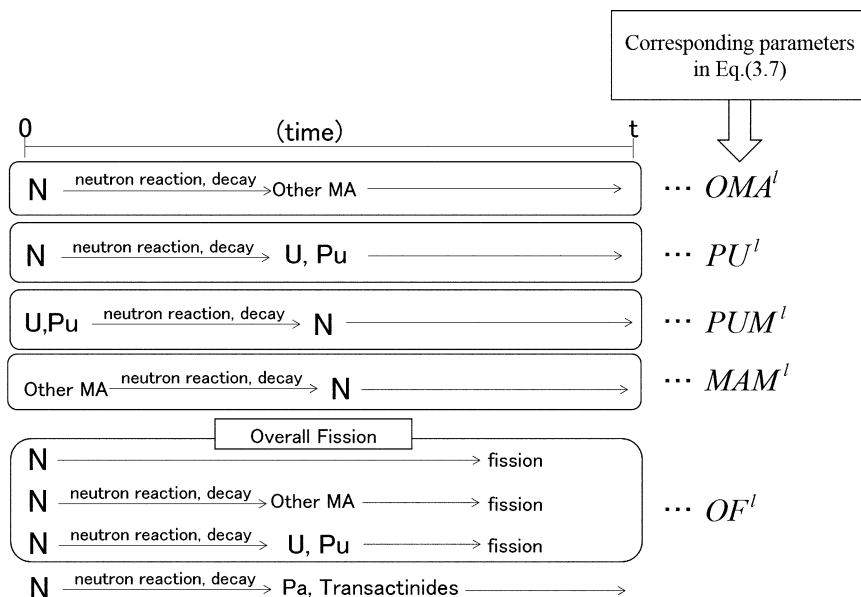 Corresponding parameters
in Eq.(3.7)
0 (time) t
N neutron reaction, decay Other MA ... OMA^l
N neutron reaction, decay U, Pu ... PU^l
U,Pu neutron reaction, decay N ... PUM^l
Other MA neutron reaction, decay N ... MAM^l
Overall Fission
N fission
N neutron reaction, decay Other MA fission ... OF^l
N neutron reaction, decay U, Pu fission
N neutron reaction, decay Pa, Transactinides